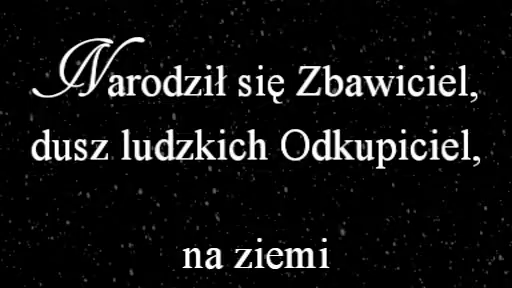 Narodził się Zbawiciel,
dusz ludzkich Odkupiciel,
na ziemi